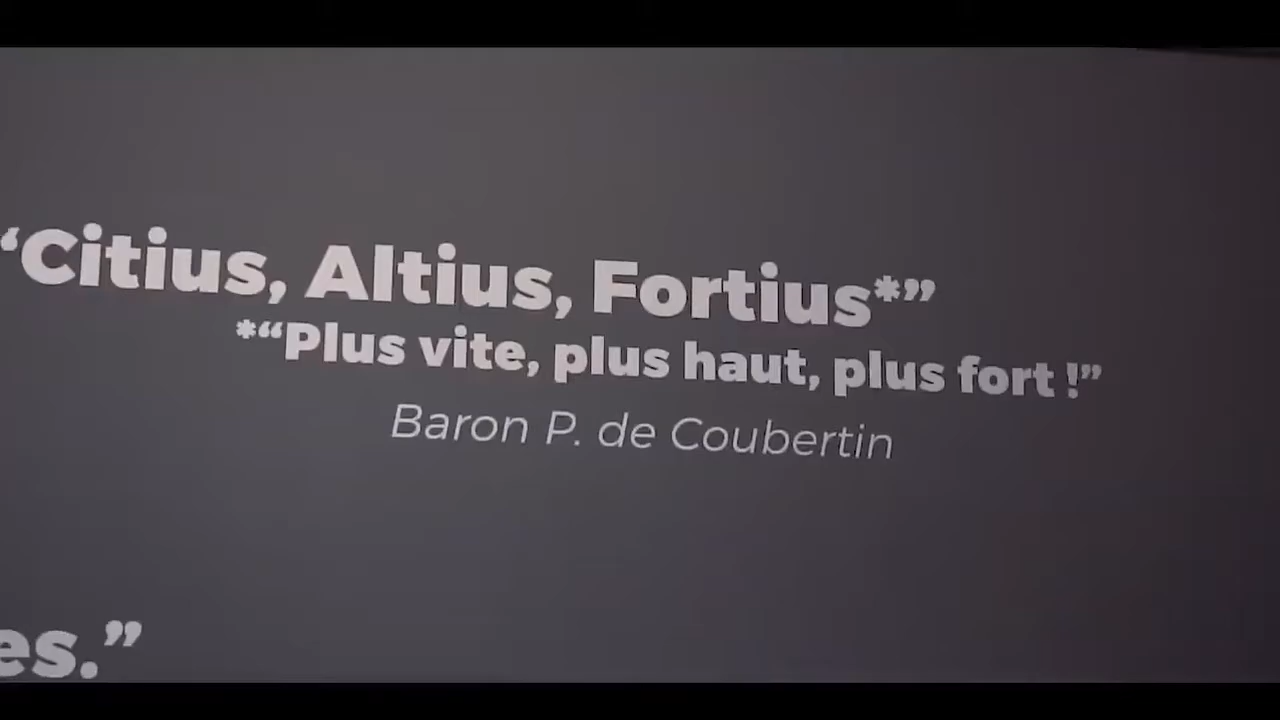 “Citius, Altius, Fortius*”
*“Plus vite, plus haut, plus fort !”
Baron P. de Coubertin
es.”